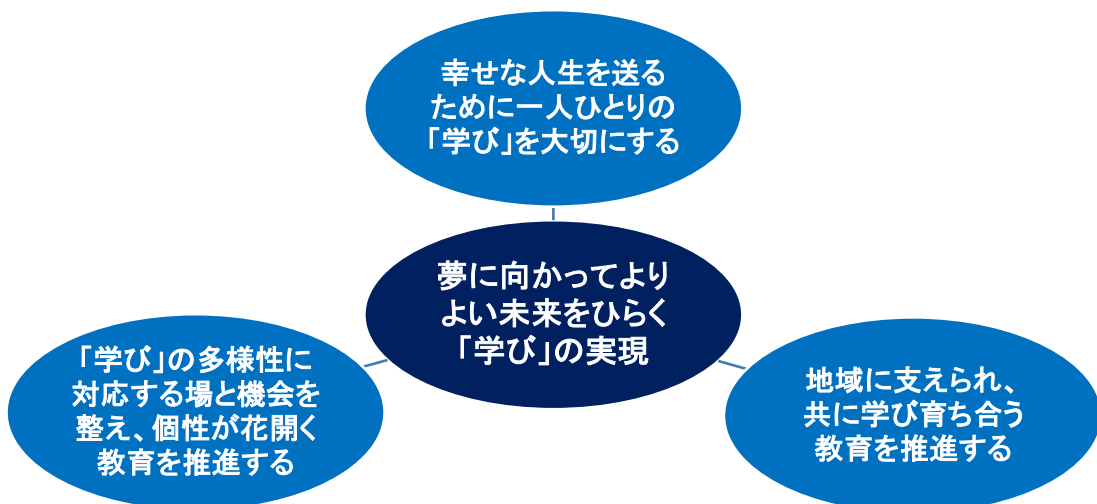 幸せな人生を送る
ために一人ひとりの
「学び」を大切にする
夢に向かってより
よい未来をひらく
「学び」の実現
「学び」の多様性に
対応する場と機会を
整え、個性が花開く
教育を推進する
地域に支えられ、
共に学び育ち合う
教育を推進する